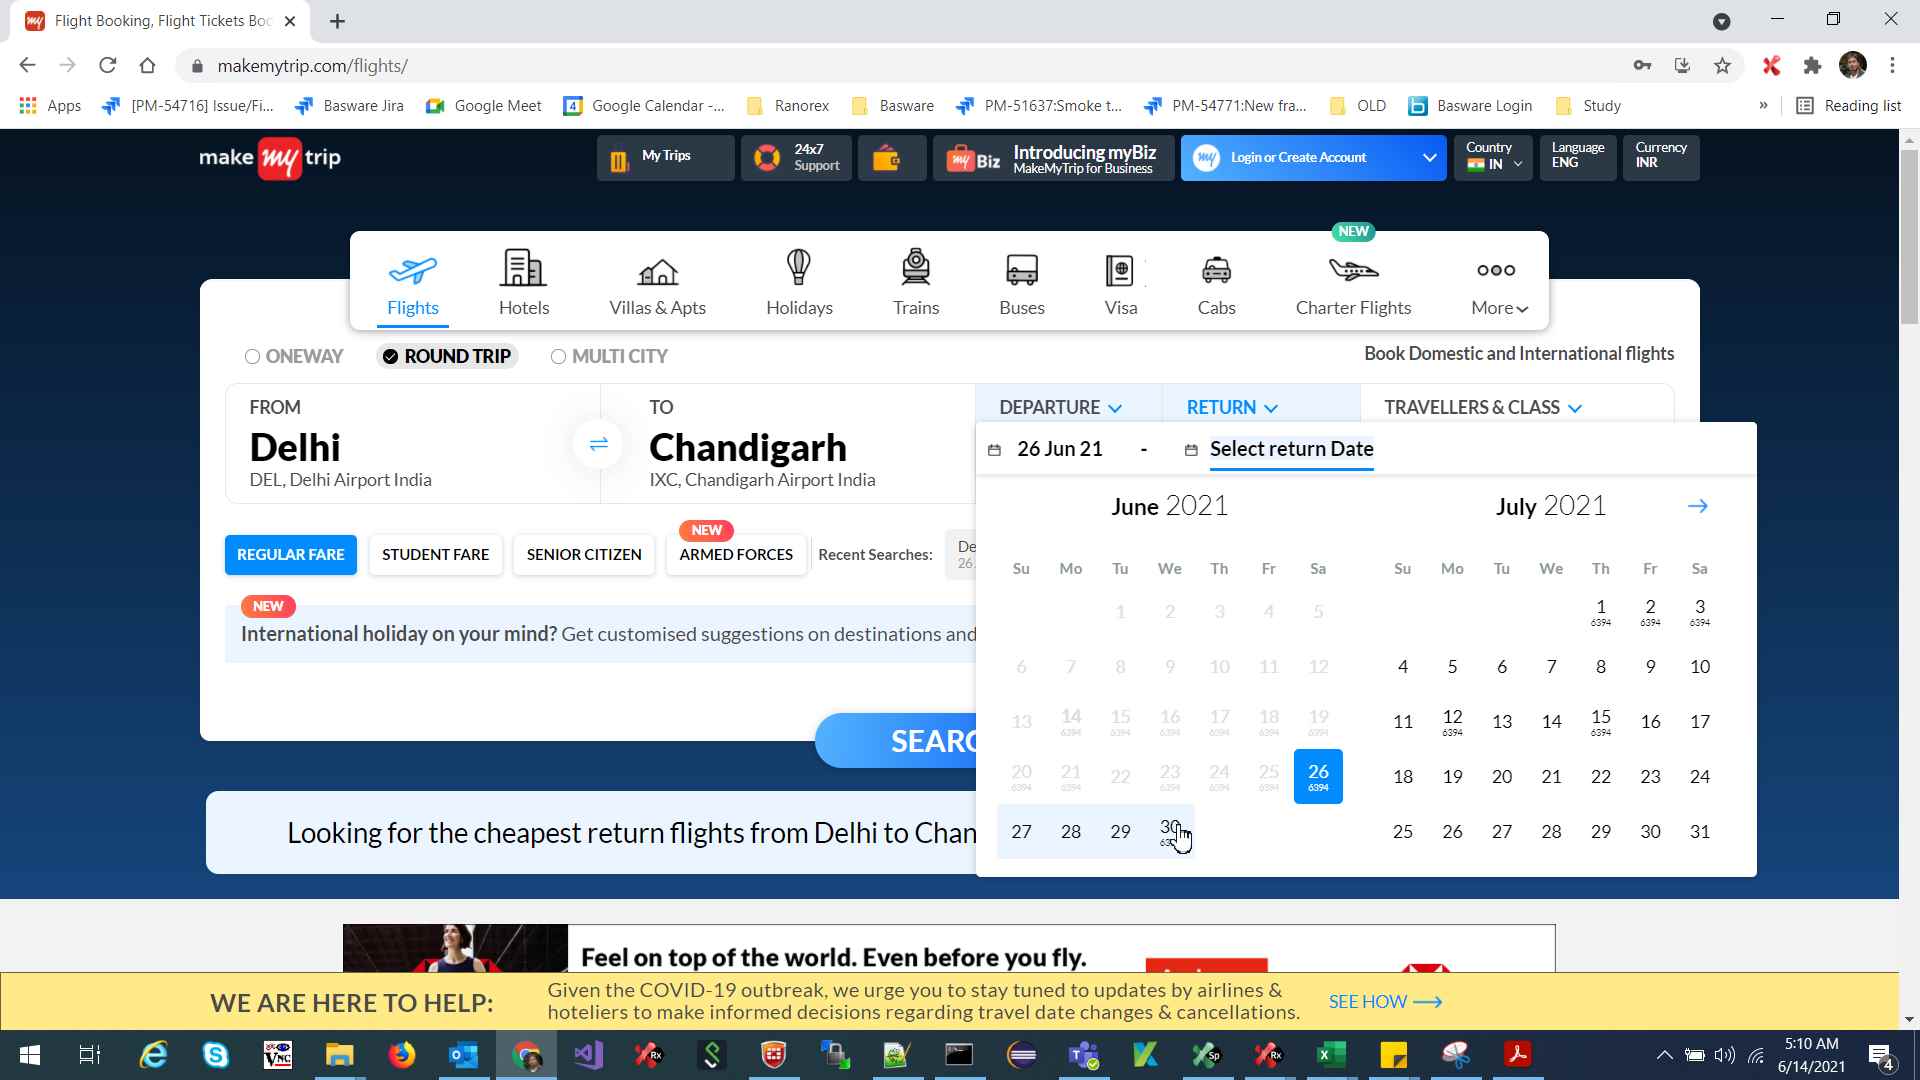 Flight Booking, Flight Tickets Boo
makemytrip.com/flights/
Apps
[PM-54716] Issue/Fi...
Basware Jira
Google Meet
4
Google Calendar -...
Ranorex
Basware
PM-51637:Smoke t...
PM-54771:New fra...
OLD
Basware Login
Study
»
Reading list
make my trip
My Trips
24x7
Support
my Biz
Introducing myBiz
MakeMyTrip for Business
my
Login or Create Account
Country
IN
Language
ENG
Currency
INR
NEW
Flights
Hotels
Villas & Apts
Holidays
Trains
Buses
Visa
Cabs
Charter Flights
More
ONEWAY
ROUND TRIP
MULTI CITY
Book Domestic and International flights
FROM
Delhi
DEL, Delhi Airport India
TO
Chandigarh
IXC, Chandigarh Airport India
DEPARTURE
RETURN
TRAVELLERS & CLASS
26 Jun 21
-
Select return Date
June 2021
Su Mo Tu We Th Fr Sa
1 2 3 4 5
6 7 8 9 10 11 12
13 14 15 16 17 18 19
6394 6394 6394 6394 6394 6394
20 21 22 23 24 25 26
6394 6394 6394 6394 6394 6394
27 28 29 30
July 2021
Su Mo Tu We Th Fr Sa
1 2 3
6394 6394 6394
4 5 6 7 8 9 10
11 12 13 14 15 16 17
6394 6394
18 19 20 21 22 23 24
25 26 27 28 29 30 31
REGULAR FARE
STUDENT FARE
SENIOR CITIZEN
NEW
ARMED FORCES
Recent Searches:
De
26
NEW
International holiday on your mind? Get customised suggestions on destinations and
SEARC
Looking for the cheapest return flights from Delhi to Chan
Feel on top of the world. Even before you fly.
WE ARE HERE TO HELP:
Given the COVID-19 outbreak, we urge you to stay tuned to updates by airlines &
hoteliers to make informed decisions regarding travel date changes & cancellations.
SEE HOW
VNC
Rx
Sp
Rx
5:10 AM
6/14/2021
4